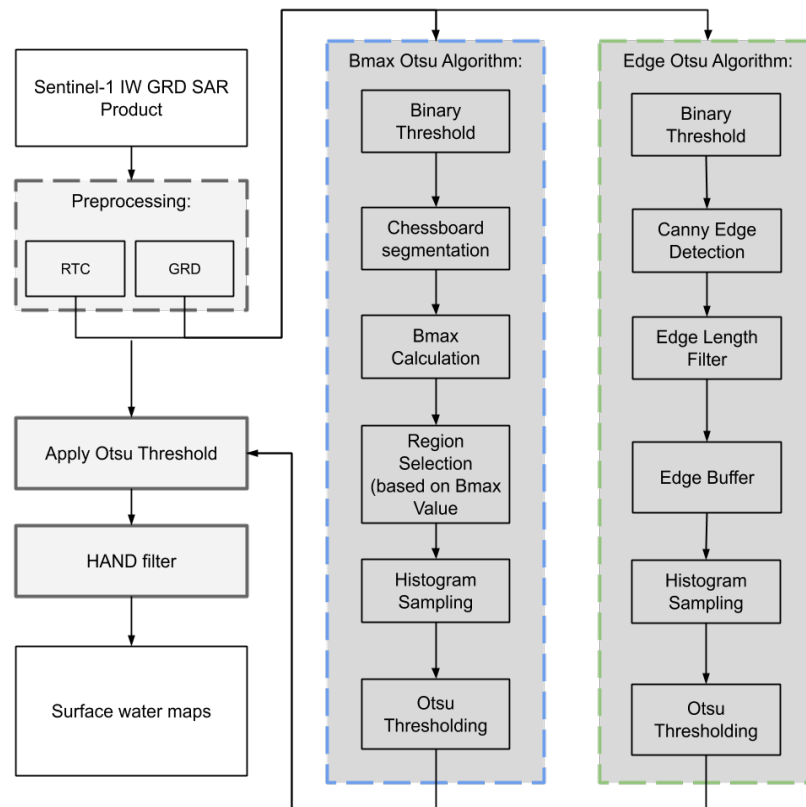 Sentinel-1 IW GRD SAR
Product
Preprocessing:
RTC
GRD
Apply Otsu Threshold
HAND filter
Surface water maps
Bmax Otsu Algorithm:
Binary
Threshold
Chessboard
segmentation
Bmax
Calculation
Region
Selection
(based on Bmax
Value
Histogram
Sampling
Otsu
Thresholding
Edge Otsu Algorithm:
Binary
Threshold
Canny Edge
Detection
Edge Length
Filter
Edge Buffer
Histogram
Sampling
Otsu
Thresholding